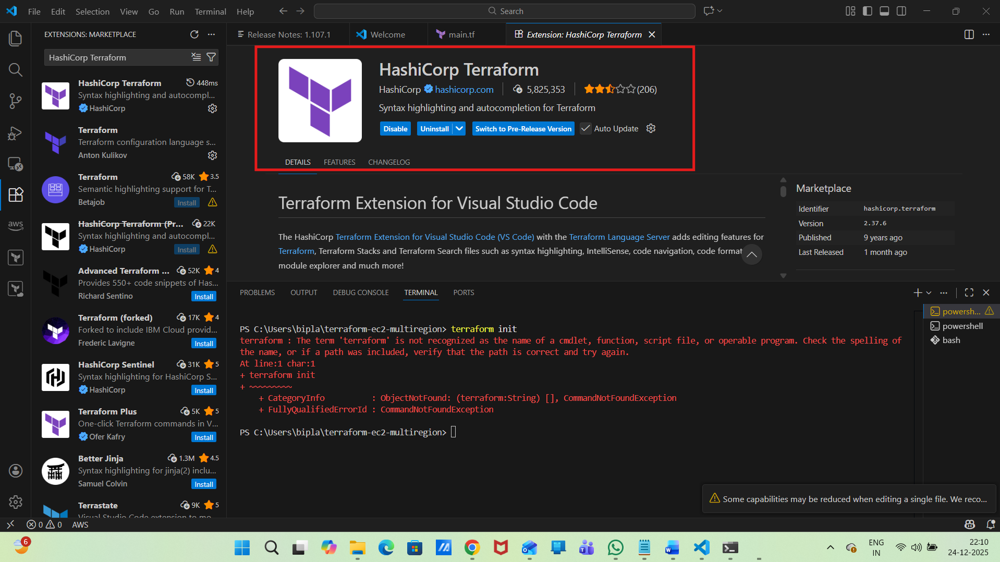 File Edit Selection View Go Run Terminal Help
Search
EXTENSIONS: MARKETPLACE
HashiCorp Terraform
HashiCorp Terraform 448ms
Syntax highlighting and autocompl...
HashiCorp
Terraform
Terraform configuration language s...
Anton Kulikov
Terraform 58K 3.5
Semantic highlighting support for T...
Betajob Install
HashiCorp Terraform (Pr... 22K
Syntax highlighting and autocompl...
HashiCorp Install
Advanced Terraform ... 52K 4
Provides 550+ code snippets of Has...
Richard Sentino Install
Terraform (forked) 17K 4
Forked to include IBM Cloud provid...
Frederic Lavigne Install
HashiCorp Sentinel 31K 5
Syntax highlighting for HashiCorp S...
HashiCorp Install
Terraform Plus 5K 5
One-click Terraform commands in V...
Ofer Kafry Install
Better Jinja 1.3M 4.5
Syntax highlighting for jinja(2) inclu...
Samuel Colvin Install
Terrastate 9K 5
Visual Studio Code extension to mo...
aws
Release Notes: 1.107.1 Welcome main.tf Extension: HashiCorp Terraform
HashiCorp Terraform
HashiCorp hashicorp.com 5,825,353 (206)
Syntax highlighting and autocompletion for Terraform
Disable Uninstall Switch to Pre-Release Version Auto Update
DETAILS FEATURES CHANGELOG
Terraform Extension for Visual Studio Code
The HashiCorp Terraform Extension for Visual Studio Code (VS Code) with the Terraform Language Server adds editing features for
Terraform, Terraform Stacks and Terraform Search files such as syntax highlighting, IntelliSense, code navigation, code format
module explorer and much more!
Marketplace
Identifier hashicorp.terraform
Version 2.37.6
Published 9 years ago
Last Released 1 month ago
PROBLEMS OUTPUT DEBUG CONSOLE TERMINAL PORTS
PS C:\Users\bipla\terraform-ec2-multiregion> terraform init
terraform : The term 'terraform' is not recognized as the name of a cmdlet, function, script file, or operable program. Check the spelling of
the name, or if a path was included, verify that the path is correct and try again.
At line:1 char:1
+ terraform init
+ ~~~~~~~~~
+ CategoryInfo : ObjectNotFound: (terraform:String) [], CommandNotFoundException
+ FullyQualifiedErrorId : CommandNotFoundException
PS C:\Users\bipla\terraform-ec2-multiregion>
powersh...
powershell
bash
Some capabilities may be reduced when editing a single file. We reco...
0 0 AWS
6
ENG
IN
22:10
24-12-2025